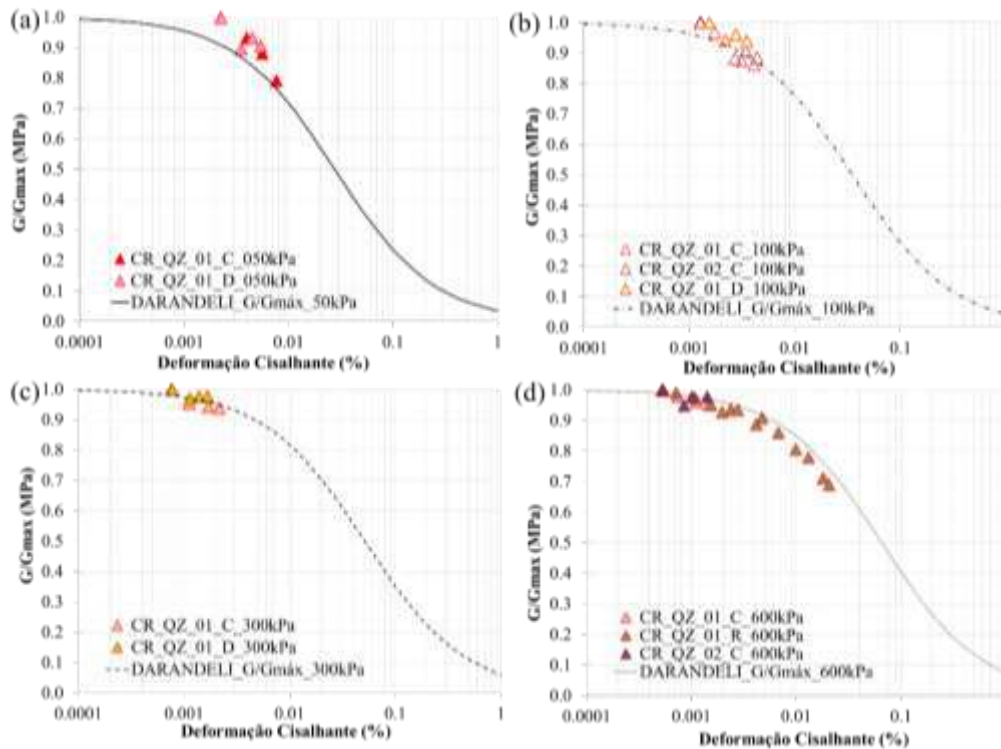 (a)
G/Gmax (MPa)
1.0
0.9
0.8
0.7
0.6
0.5
0.4
0.3
0.2
0.1
0.0
CR_QZ_01_C_050kPa
CR_QZ_01_D_050kPa
DARANDELI_G/Gmáx_50kPa
0.0001 0.001 0.01 0.1 1
Deformação Cisalhante (%)
(b)
G/Gmax (MPa)
1.0
0.9
0.8
0.7
0.6
0.5
0.4
0.3
0.2
0.1
0.0
CR_QZ_01_C_100kPa
CR_QZ_02_C_100kPa
CR_QZ_01_D_100kPa
DARANDELI_G/Gmáx_100kPa
0.0001 0.001 0.01 0.1
Deformação Cisalhante (%)
(c)
G/Gmax (MPa)
1.0
0.9
0.8
0.7
0.6
0.5
0.4
0.3
0.2
0.1
0.0
CR_QZ_01_C_300kPa
CR_QZ_01_D_300kPa
DARANDELI_G/Gmáx_300kPa
0.0001 0.001 0.01 0.1 1
Deformação Cisalhante (%)
(d)
G/Gmax (MPa)
1.0
0.9
0.8
0.7
0.6
0.5
0.4
0.3
0.2
0.1
0.0
CR_QZ_01_C_600kPa
CR_QZ_01_R_600kPa
CR_QZ_02_C_600kPa
DARANDELI_G/Gmáx_600kPa
0.0001 0.001 0.01 0.1
Deformação Cisalhante (%)